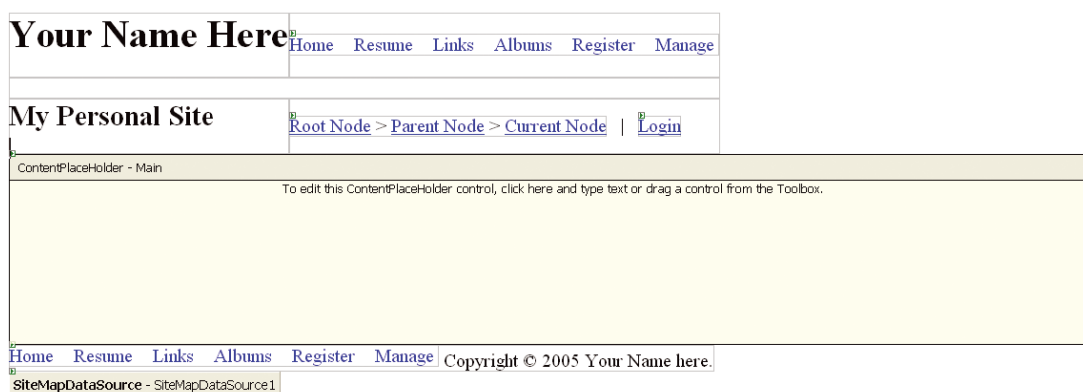 Your Name Here
Home Resume Links Albums Register Manage
My Personal Site
Root Node > Parent Node > Current Node | Login
ContentPlaceHolder - Main
To edit this ContentPlaceHolder control, click here and type text or drag a control from the Toolbox.
Home Resume Links Albums Register Manage Copyright © 2005 Your Name here.
SiteMapDataSource - SiteMapDataSource1